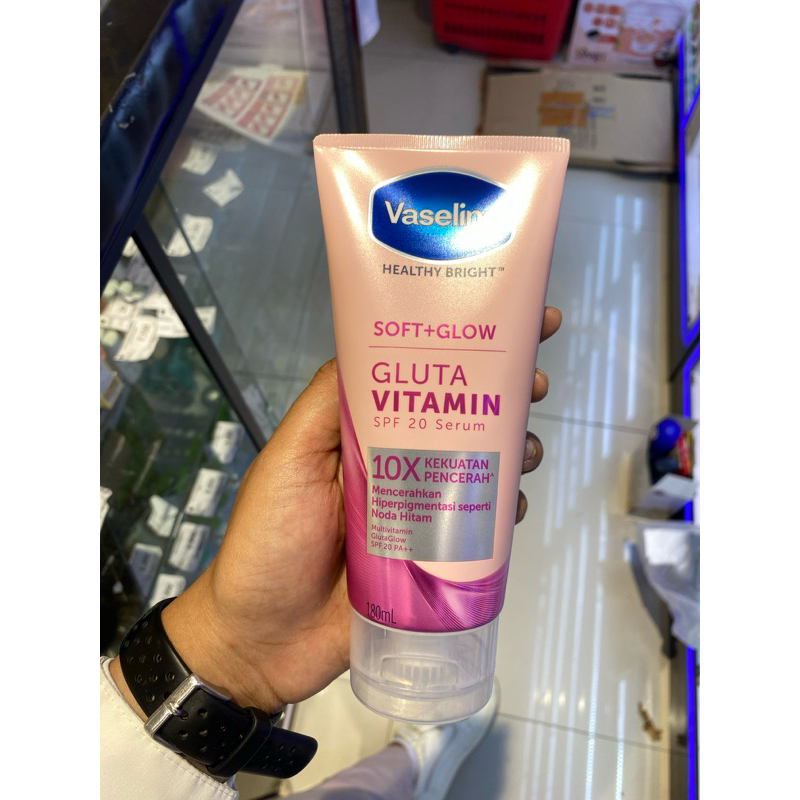 Vaseline
HEALTHY BRIGHT™
SOFT+GLOW
GLUTA
VITAMIN
SPF 20 Serum
10X KEKUATAN
PENCERAH^
Mencerahkan
Hiperpigmentasi seperti
Noda Hitam
Multivitamin
GlutaGlow
SPF 20 PA++
180mL